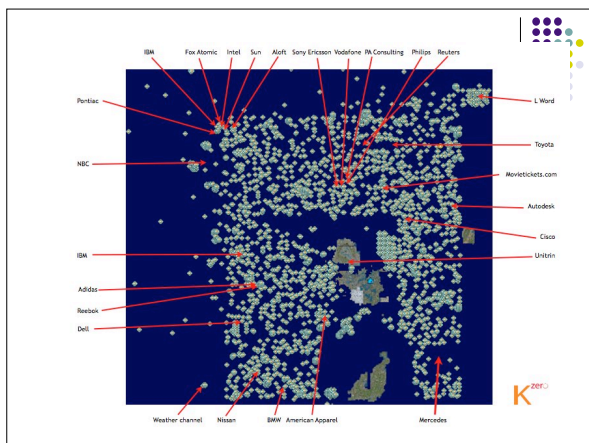 IBM
Fox Atomic
Intel
Sun
Aloft
Sony Ericsson
Vodafone
PA Consulting
Philips
Reuters
Pontiac
L Word
NBC
Toyota
Movietickets.com
Autodesk
Cisco
IBM
Unitrin
Adidas
Reebok
Dell
Weather channel
Nissan
BMW
American Apparel
Mercedes
K zero